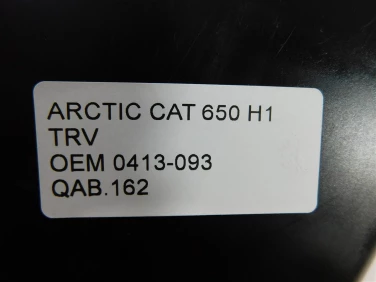 ARCTIC CAT 650 H1
TRV
OEM 0413-093
QAB.162